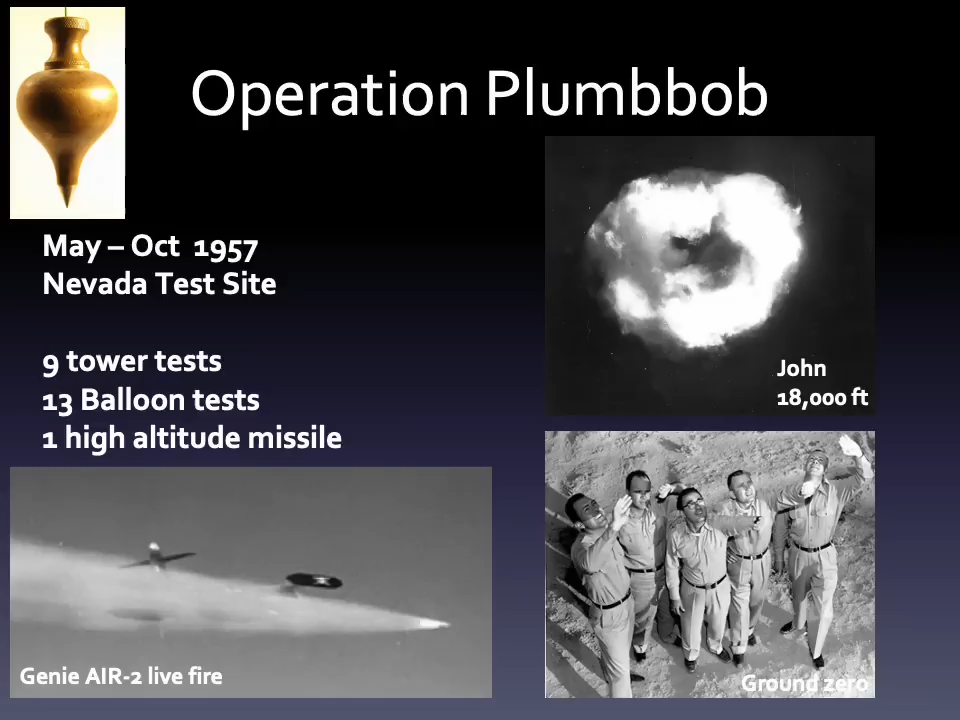 Operation Plumbbob
May – Oct 1957
Nevada Test Site
9 tower tests
13 Balloon tests
1 high altitude missile
John
18,000 ft
Genie AIR-2 live fire
Ground zero